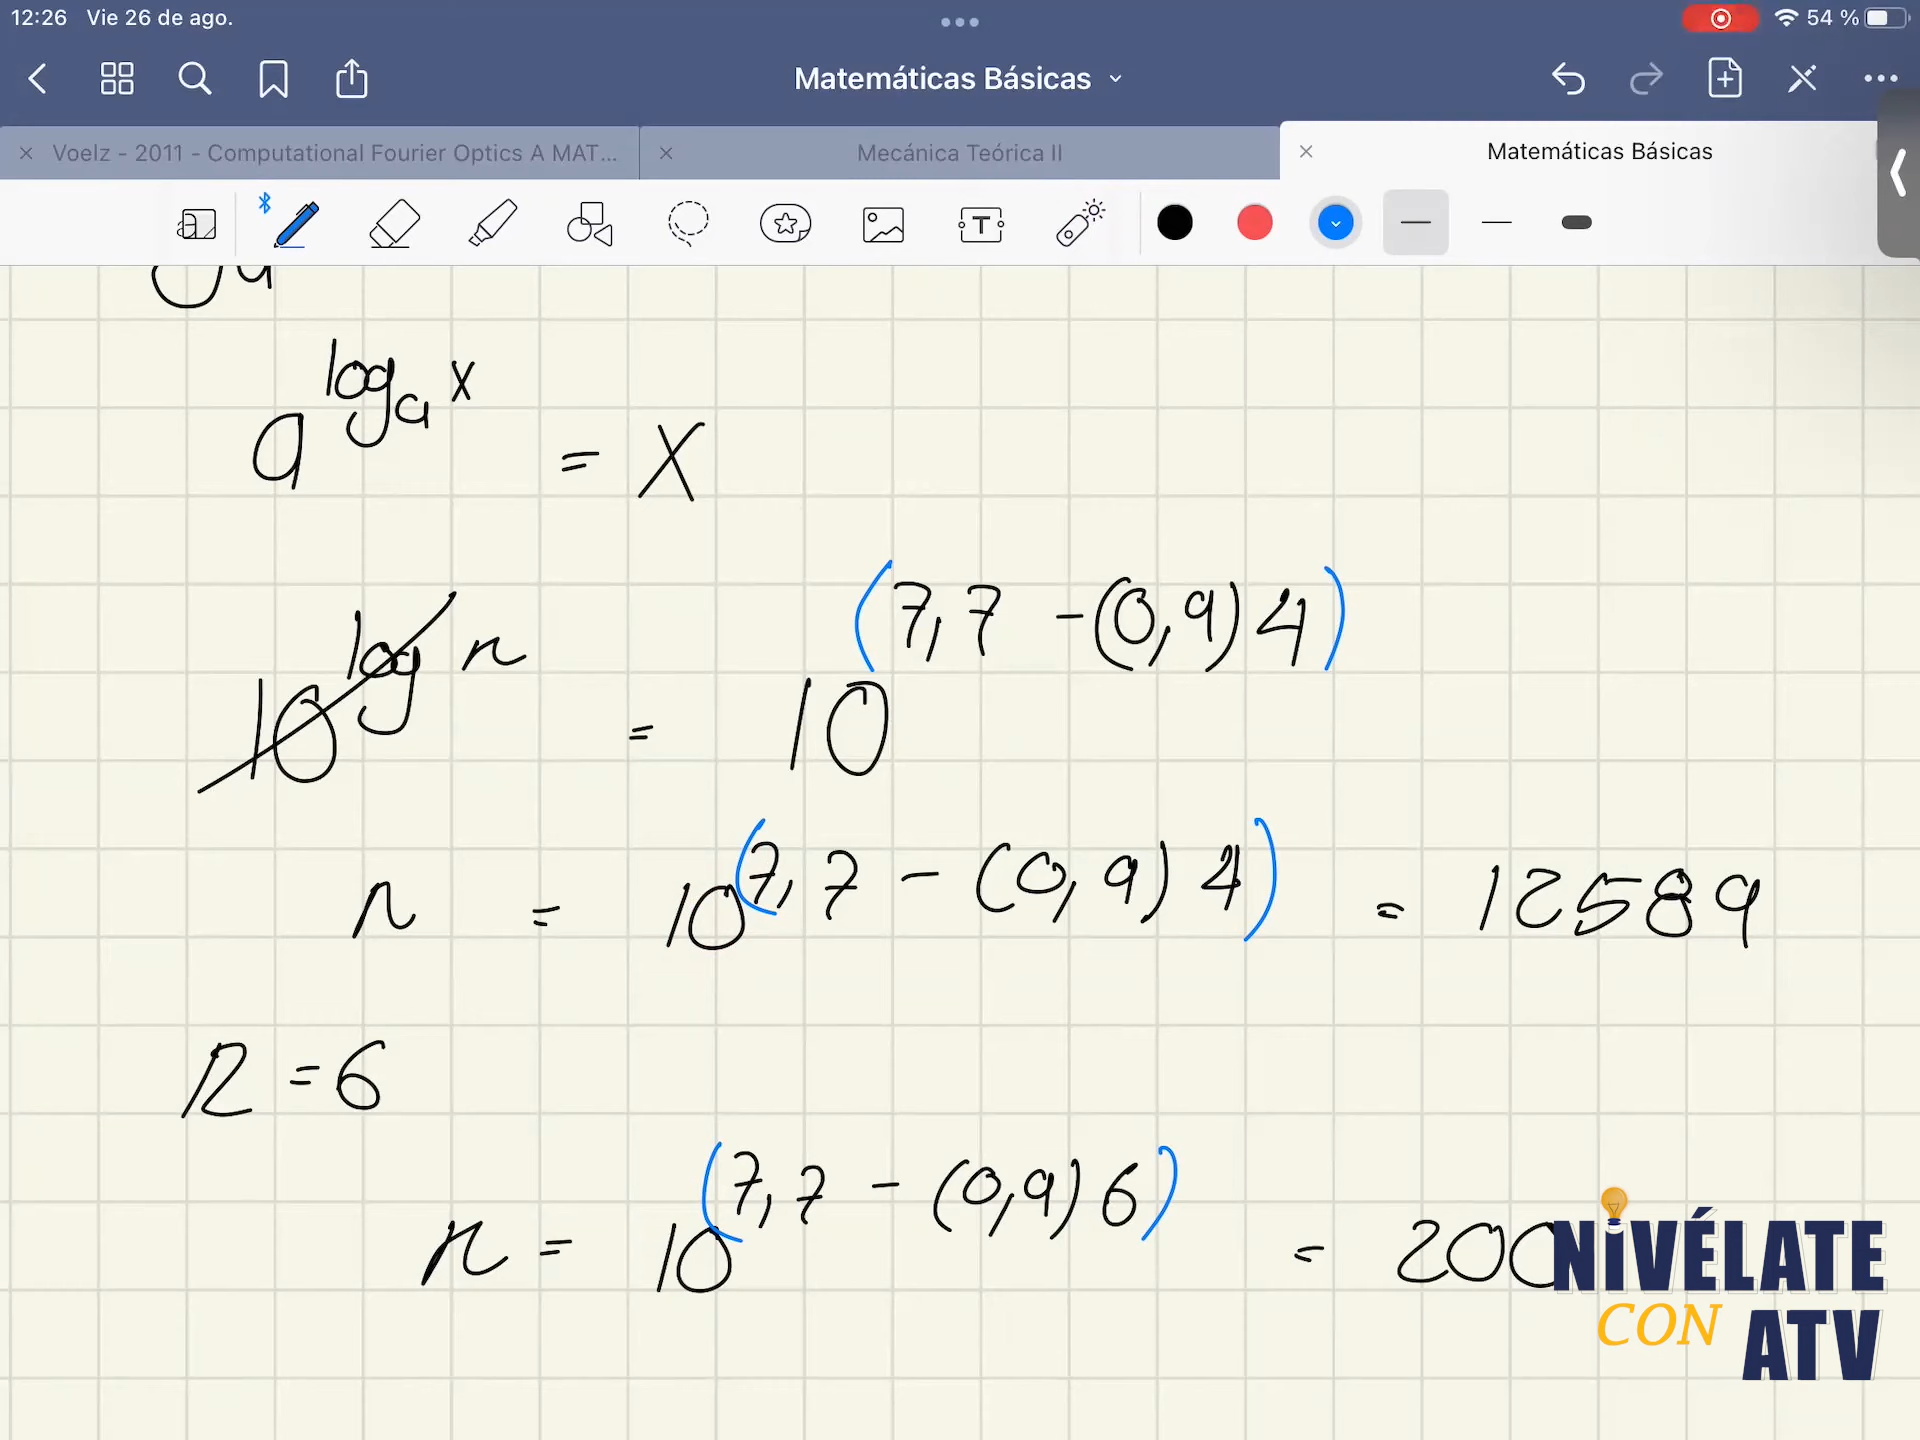 12:26 Vie 26 de ago. 54 %
Matemáticas Básicas
Voelz - 2011 - Computational Fourier Optics A MAT... Mecánica Teórica II Matemáticas Básicas
a^(log_a x) = x
10^(log n) = 10^(7,7 - (0,9)4)
n = 10^(7,7 - (0,9)4) = 12589
R = 6
n = 10^(7,7 - (0,9)6) = 200
NIVÉLATE
CON
ATV